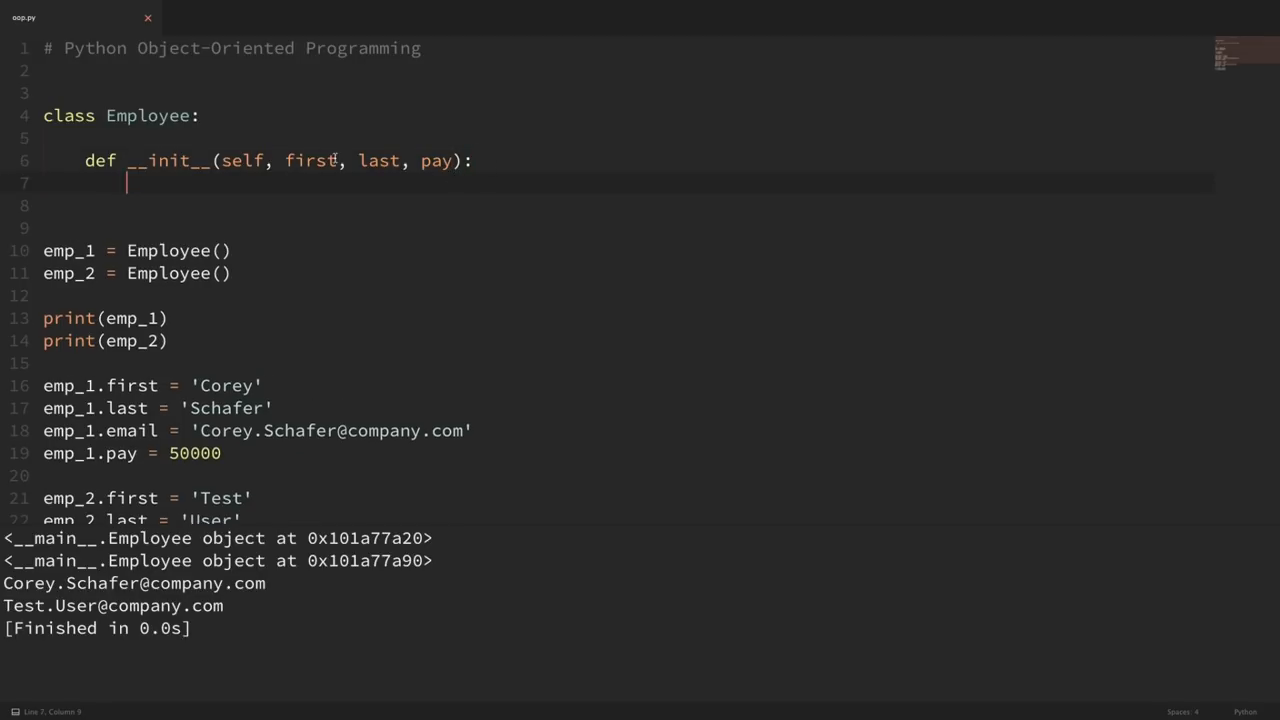 oop.py
1 # Python Object-Oriented Programming
2
3
4 class Employee:
5
6 def __init__(self, first, last, pay):
7
8
9
10 emp_1 = Employee()
11 emp_2 = Employee()
12
13 print(emp_1)
14 print(emp_2)
15
16 emp_1.first = 'Corey'
17 emp_1.last = 'Schafer'
18 emp_1.email = 'Corey.Schafer@company.com'
19 emp_1.pay = 50000
20
21 emp_2.first = 'Test'
22 emp_2.last = 'User'
<__main__.Employee object at 0x101a77a20>
<__main__.Employee object at 0x101a77a90>
Corey.Schafer@company.com
Test.User@company.com
[Finished in 0.0s]
Line 7, Column 9 Spaces: 4 Python